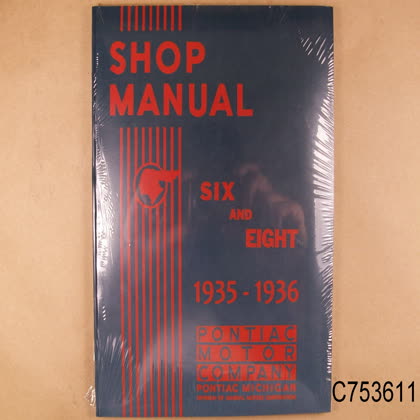 SHOP
MANUAL
SIX
AND
EIGHT
1935 - 1936
PONTIAC
MOTOR
COMPANY
PONTIAC MICHIGAN
C753611